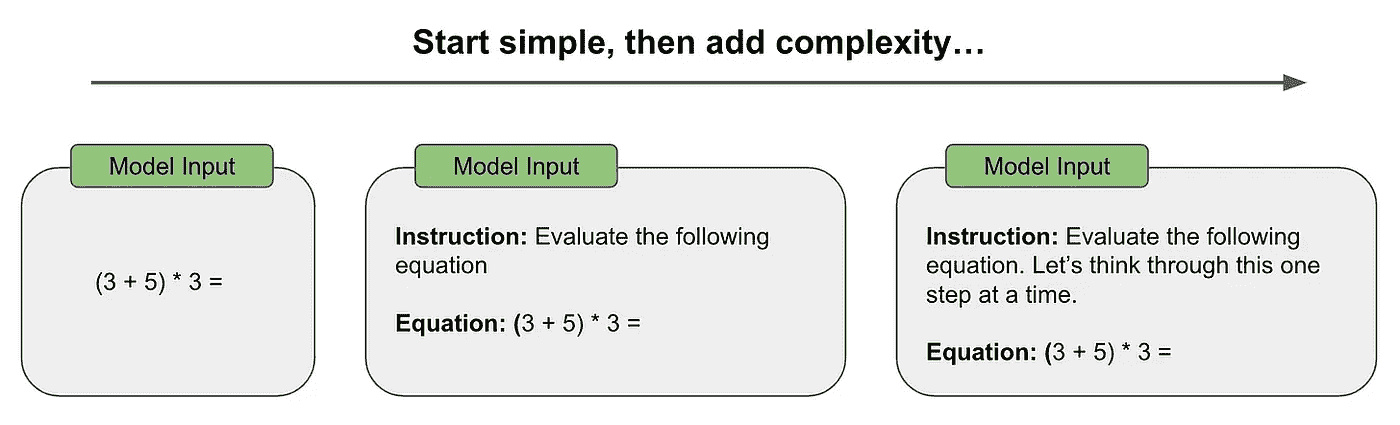 Start simple, then add complexity…
Model Input
(3 + 5) * 3 =
Model Input
Instruction: Evaluate the following
equation
Equation: (3 + 5) * 3 =
Model Input
Instruction: Evaluate the following
equation. Let’s think through this one
step at a time.
Equation: (3 + 5) * 3 =